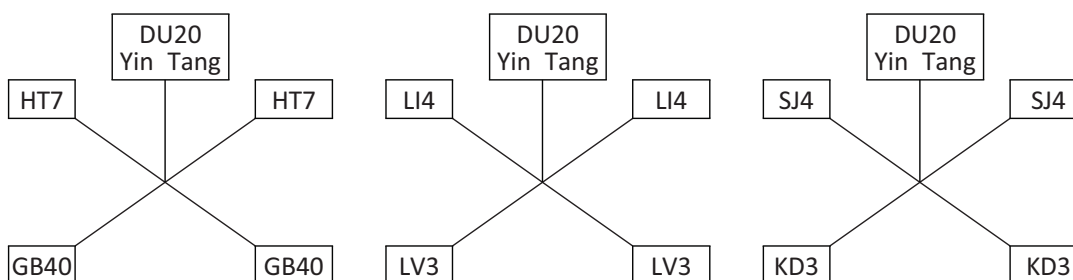 DU20
Yin Tang
HT7
HT7
GB40
GB40
DU20
Yin Tang
LI4
LI4
LV3
LV3
DU20
Yin Tang
SJ4
SJ4
KD3
KD3